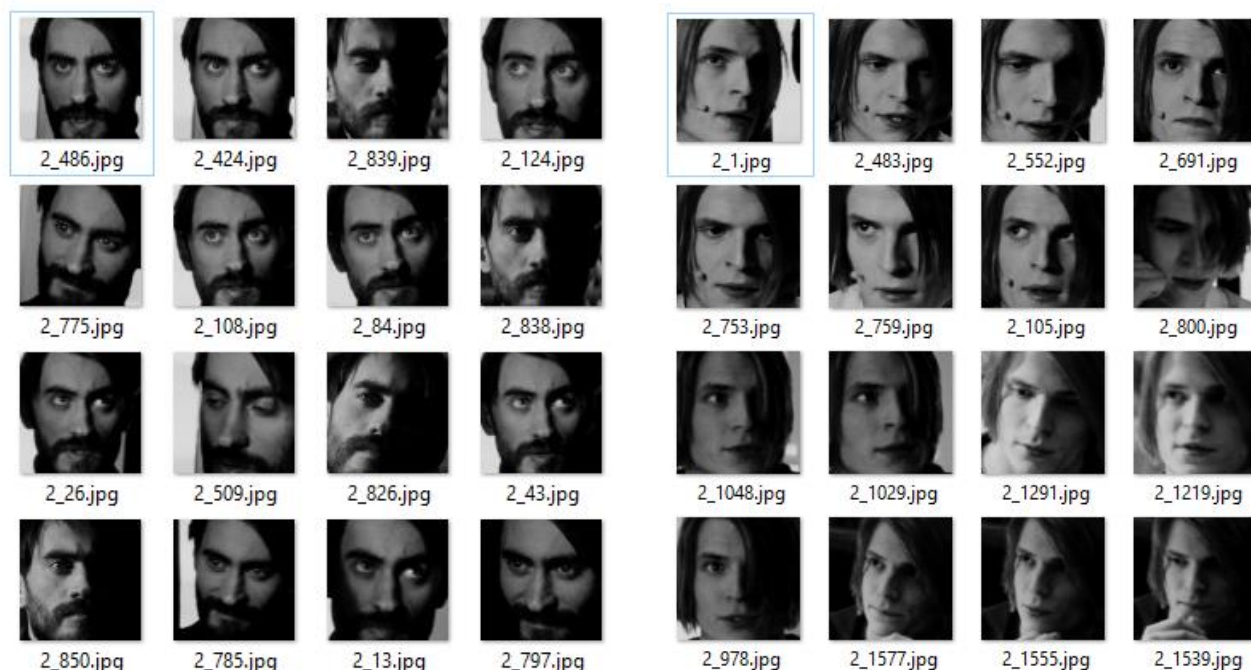 2_486.jpg 2_424.jpg 2_839.jpg 2_124.jpg 2_1.jpg 2_483.jpg 2_552.jpg 2_691.jpg
2_775.jpg 2_108.jpg 2_84.jpg 2_838.jpg 2_753.jpg 2_759.jpg 2_105.jpg 2_800.jpg
2_26.jpg 2_509.jpg 2_826.jpg 2_43.jpg 2_1048.jpg 2_1029.jpg 2_1291.jpg 2_1219.jpg
2_850.jpg 2_785.jpg 2_13.jpg 2_797.jpg 2_978.jpg 2_1577.jpg 2_1555.jpg 2_1539.jpg